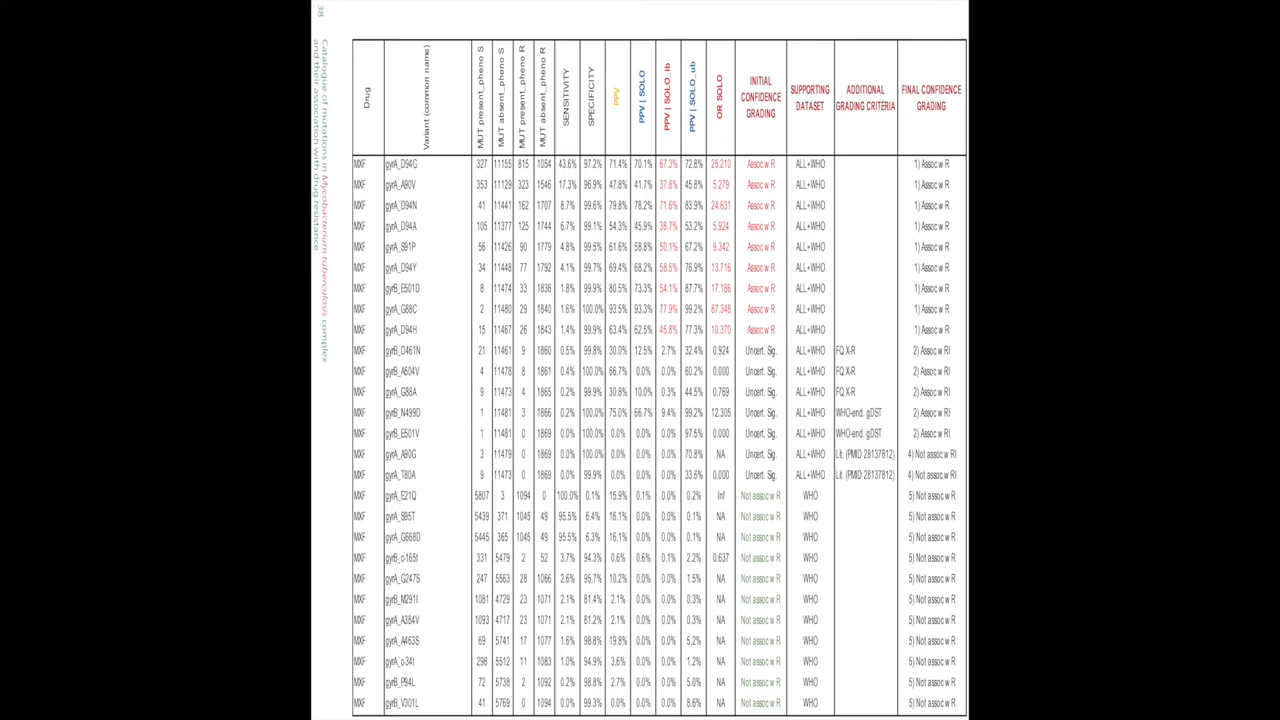 38
Catalogue of mutations in Mycobacterium tuberculosis complex
and their association with drug resistance
Drug Variant (common name) MUT present_pheno S MUT absent_pheno S MUT present_pheno R MUT absent_pheno R SENSITIVITY SPECIFICITY PPV PPV | SOLO PPV | SOLO _lb PPV | SOLO _ub OR SOLO INITIAL CONFIDENCE GRADING SUPPORTING DATASET ADDITIONAL GRADING CRITERIA FINAL CONFIDENCE GRADING
MXF gyrA_D94G 815 1054 43.6% 97.2% 71.4% 70.1% 67.3% 72.8% 25.210 Assoc w R ALL+WHO 1) Assoc w R
MXF gyrA_A90V 323 1546 17.3% 47.8% 41.7% 37.8% 45.8% 5.279 Assoc w R ALL+WHO 1) Assoc w R
MXF gyrA_D94N 41 162 1707 8.7% 99.6% 79.8% 78.2% 71.6% 83.9% 24.631 Assoc w R ALL+WHO 1) Assoc w R
MXF 45.9% 38.7% 53.2% 5.924 Assoc w R ALL+WHO 1) Assoc w R
MXF gyrA_S91P 90 1779 4.8% 61.6% 58.8% 50.1% 67.2% 9.342 Assoc w R ALL+WHO 1) Assoc w R
MXF gyrA_D94Y 34 11448 77 1792 4.1% 99.7% 69.4% 68.2% 58.5% 76.9% 13.716 Assoc w R ALL+WHO 1) Assoc w R
MXF gyrB_E501D 8 11474 33 1836 1.8% 99.9% 80.5% 73.3% 54.1% 87.7% 17.186 Assoc w R ALL+WHO 1) Assoc w R
MXF gyrA_G88C 2 11480 29 1840 1.6% 100.0% 93.5% 93.3% 77.9% 99.2% 87.348 Assoc w R ALL+WHO 1) Assoc w R
MXF gyrA_D94H 15 11467 26 1843 1.4% 99.9% 63.4% 62.5% 45.8% 77.3% 10.370 Assoc w R ALL+WHO 1) Assoc w R
MXF gyrB_D461N 21 11461 9 1860 0.5% 99.8% 30.0% 12.5% 2.7% 32.4% 0.924 Uncert. Sig. ALL+WHO FQ X-R 2) Assoc w RI
MXF gyrB_A504V 4 11478 8 1861 0.4% 100.0% 66.7% 0.0% 0.0% 60.2% 0.000 Uncert. Sig. ALL+WHO FQ X-R 2) Assoc w RI
MXF gyrA_G88A 9 11473 4 1865 0.2% 99.9% 30.8% 10.0% 0.3% 44.5% 0.769 Uncert. Sig. ALL+WHO FQ X-R 2) Assoc w RI
MXF gyrB_N499D 1 11481 3 1866 0.2% 100.0% 75.0% 66.7% 9.4% 99.2% 12.305 Uncert. Sig. ALL+WHO WHO-end. gDST 2) Assoc w RI
MXF gyrB_E501V 1 11481 0 1869 0.0% 100.0% 0.0% 0.0% 0.0% 97.5% 0.000 Uncert. Sig. ALL+WHO WHO-end. gDST 2) Assoc w RI
MXF gyrA_A90G 3 11479 0 1869 0.0% 100.0% 0.0% 0.0% 0.0% 70.8% NA Uncert. Sig. ALL+WHO Lit. (PMID 28137812) 4) Not assoc w RI
MXF gyrA_T80A 9 11473 0 1869 0.0% 99.9% 0.0% 0.0% 0.0% 33.6% 0.000 Uncert. Sig. ALL+WHO Lit. (PMID 28137812) 4) Not assoc w RI
MXF gyrA_E21Q 5807 3 1094 0 100.0% 0.1% 15.9% 0.1% 0.0% 0.2% Inf Not assoc w R WHO 5) Not assoc w R
MXF gyrA_S95T 5439 371 1045 49 95.5% 6.4% 16.1% 0.0% 0.0% 0.1% NA Not assoc w R WHO 5) Not assoc w R
MXF gyrA_G668D 5445 365 1045 49 95.5% 6.3% 16.1% 0.0% 0.0% 0.1% NA Not assoc w R WHO 5) Not assoc w R
MXF gyrB_c-165t 331 5479 2 52 3.7% 94.3% 0.6% 0.6% 0.1% 2.2% 0.637 Not assoc w R WHO 5) Not assoc w R
MXF gyrA_G247S 247 5563 28 1066 2.6% 95.7% 10.2% 0.0% 0.0% 1.5% NA Not assoc w R WHO 5) Not assoc w R
MXF gyrB_M291I 1081 4729 23 1071 2.1% 81.4% 2.1% 0.0% 0.0% 0.3% NA Not assoc w R WHO 5) Not assoc w R
MXF gyrA_A384V 1093 4717 23 1071 2.1% 81.2% 2.1% 0.0% 0.0% 0.3% NA Not assoc w R WHO 5) Not assoc w R
MXF gyrA_A463S 69 5741 17 1077 1.6% 98.8% 19.8% 0.0% 0.0% 5.2% NA Not assoc w R WHO 5) Not assoc w R
MXF gyrA_c-34t 298 5512 11 1083 1.0% 94.9% 3.6% 0.0% 0.0% 1.2% NA Not assoc w R WHO 5) Not assoc w R
MXF gyrB_P94L 72 5738 2 1092 0.2% 98.8% 2.7% 0.0% 0.0% 5.0% NA Not assoc w R WHO 5) Not assoc w R
MXF gyrB_V301L 41 5769 0 1094 0.0% 99.3% 0.0% 0.0% 0.0% 8.6% NA Not assoc w R WHO 5) Not assoc w R